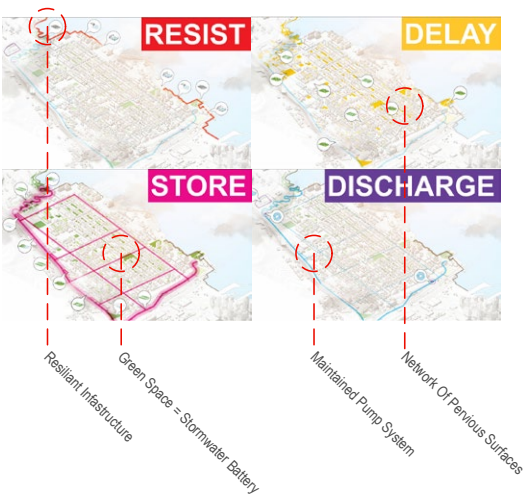 RESIST
DELAY
STORE
DISCHARGE
Resiliant Infastructure
Green Space = Stormwater Battery
Maintained Pump System
Network Of Pervious Surfaces